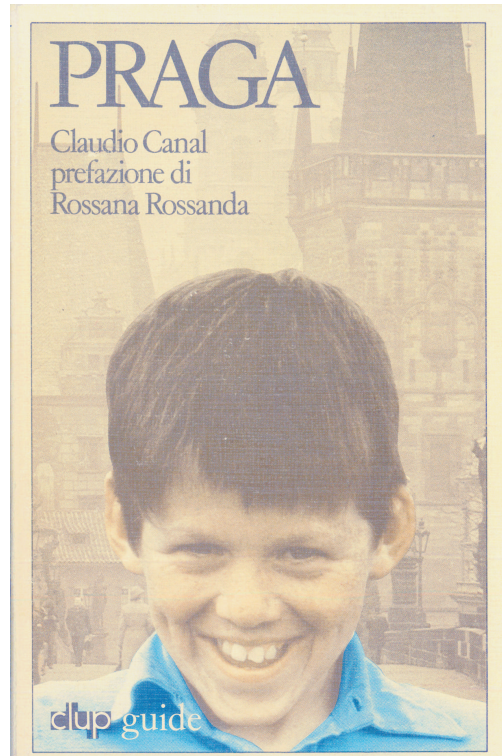 PRAGA
Claudio Canal
prefazione di
Rossana Rossanda
clup guide